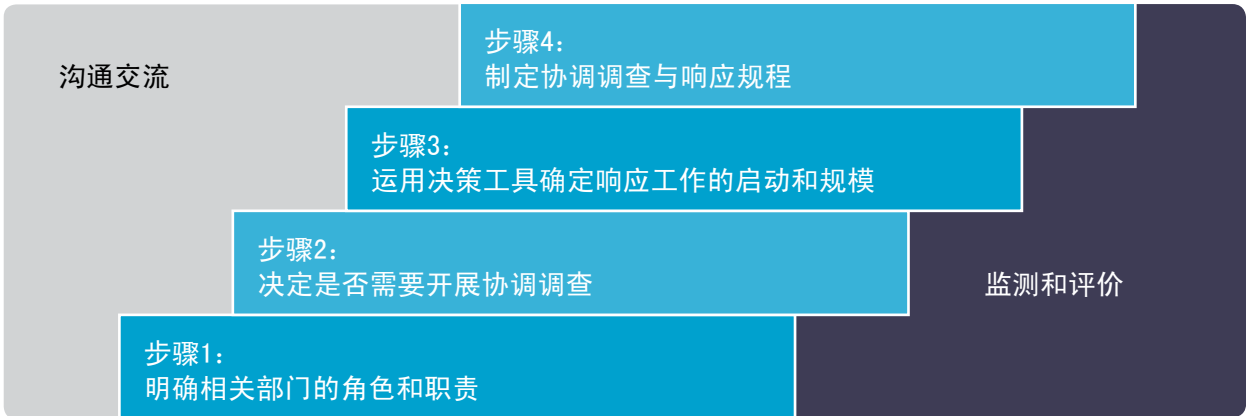 沟通交流
步骤4：
制定协调调查与响应规程
步骤3：
运用决策工具确定响应工作的启动和规模
步骤2：
决定是否需要开展协调调查
监测和评价
步骤1：
明确相关部门的角色和职责